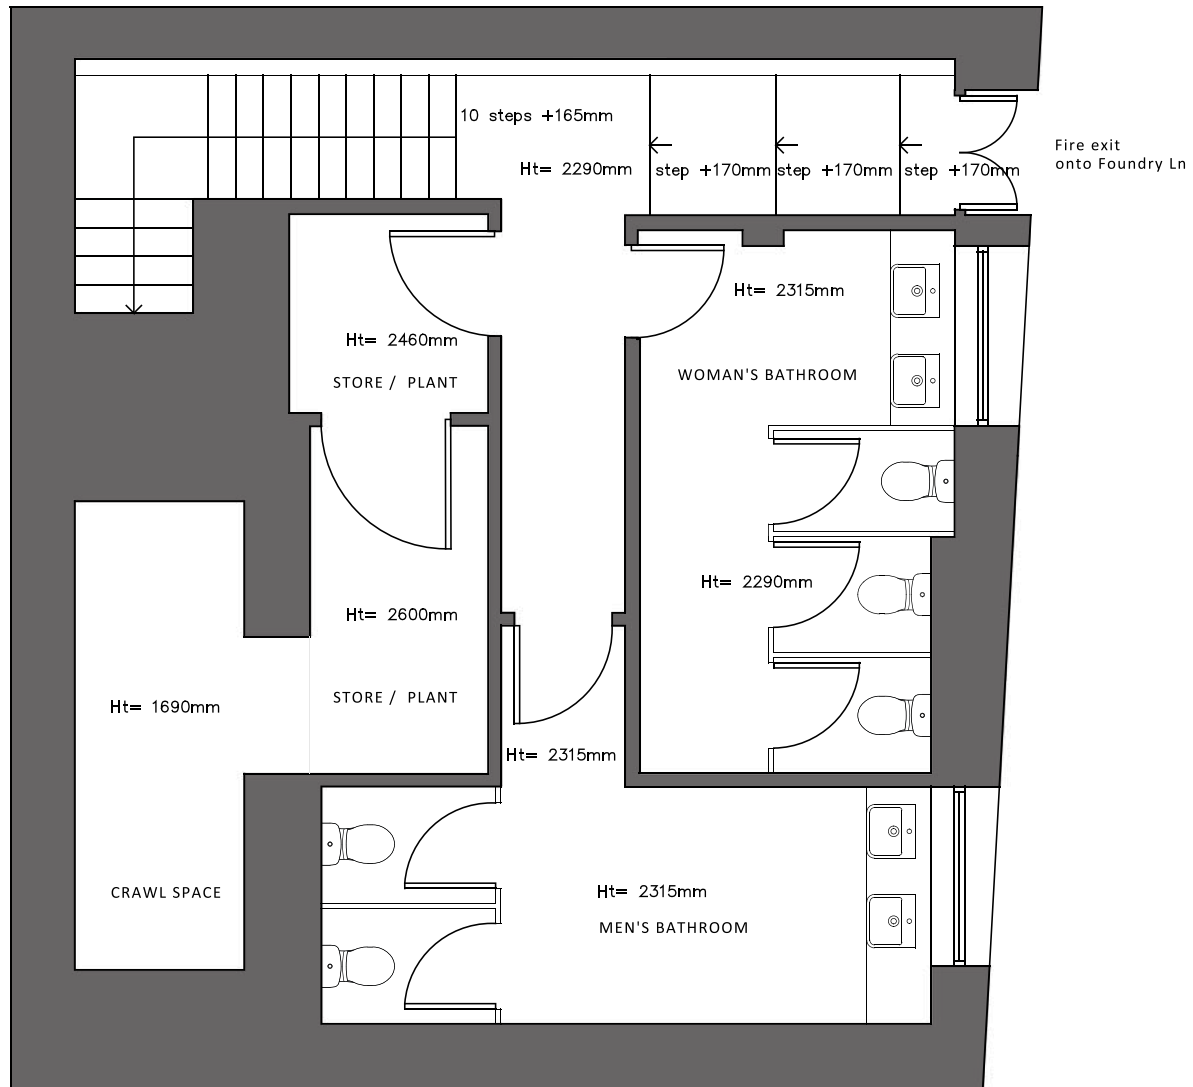 10 steps +165mm
Ht= 2290mm
step +170mm
step +170mm
step +170mm
Fire exit
onto Foundry Ln
Ht= 2315mm
Ht= 2460mm
STORE / PLANT
WOMAN'S BATHROOM
Ht= 2290mm
Ht= 2600mm
STORE / PLANT
Ht= 1690mm
Ht= 2315mm
CRAWL SPACE
Ht= 2315mm
MEN'S BATHROOM